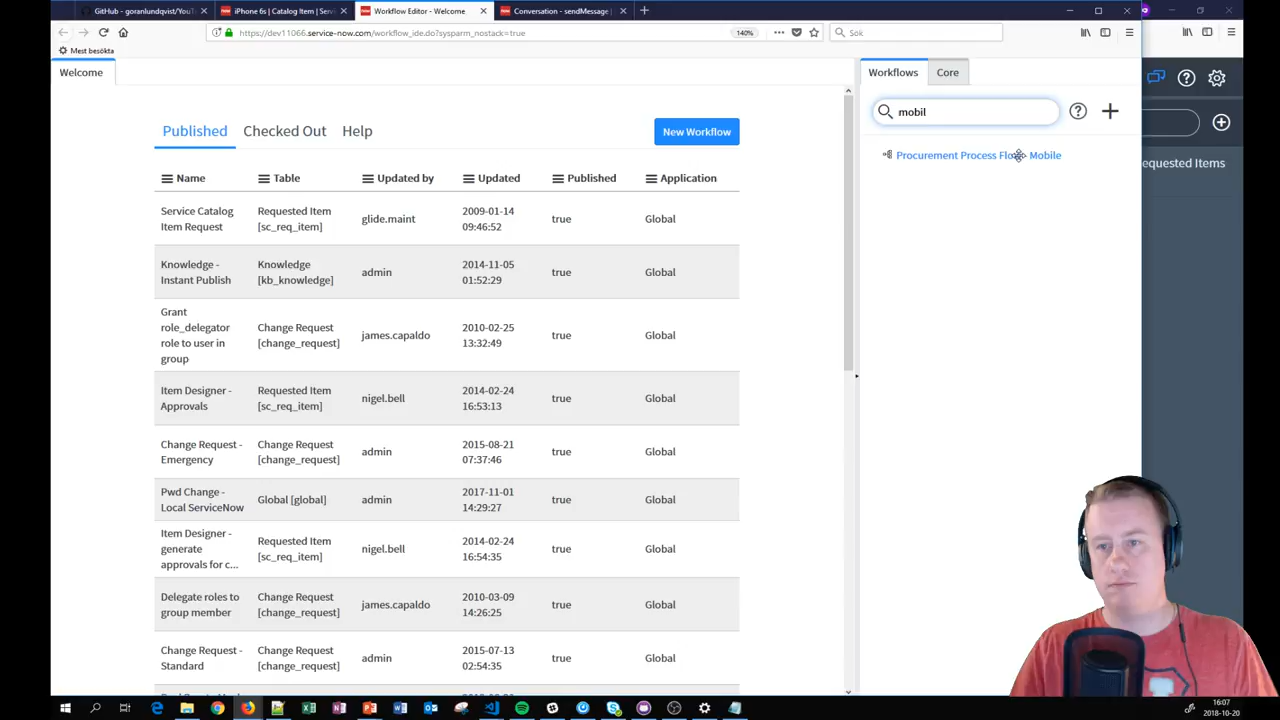 GitHub - goranlundqvist/YouT
iPhone 6s | Catalog Item | Servi
Workflow Editor - Welcome
Conversation - sendMessage |
https://dev11066.service-now.com/workflow_ide.do?sysparm_nostack=true
140%
Sök
Mest besökta
Welcome
Workflows
Core
mobil
Procurement Process Flo Mobile
equested Items
Published
Checked Out
Help
New Workflow
Name
Table
Updated by
Updated
Published
Application
Service Catalog
Item Request
Requested Item
[sc_req_item]
glide.maint
2009-01-14
09:46:52
true
Global
Knowledge -
Instant Publish
Knowledge
[kb_knowledge]
admin
2014-11-05
01:52:29
true
Global
Grant
role_delegator
role to user in
group
Change Request
[change_request]
james.capaldo
2010-02-25
13:32:49
true
Global
Item Designer -
Approvals
Requested Item
[sc_req_item]
nigel.bell
2014-02-24
16:53:13
true
Global
Change Request -
Emergency
Change Request
[change_request]
admin
2015-08-21
07:37:46
true
Global
Pwd Change -
Local ServiceNow
Global [global]
admin
2017-11-01
14:29:27
true
Global
Item Designer -
generate
approvals for c...
Requested Item
[sc_req_item]
nigel.bell
2014-02-24
16:54:35
true
Global
Delegate roles to
group member
Change Request
[change_request]
james.capaldo
2010-03-09
14:26:25
true
Global
Change Request -
Standard
Change Request
[change_request]
admin
2015-07-13
02:54:35
true
Global
16:07
2018-10-20